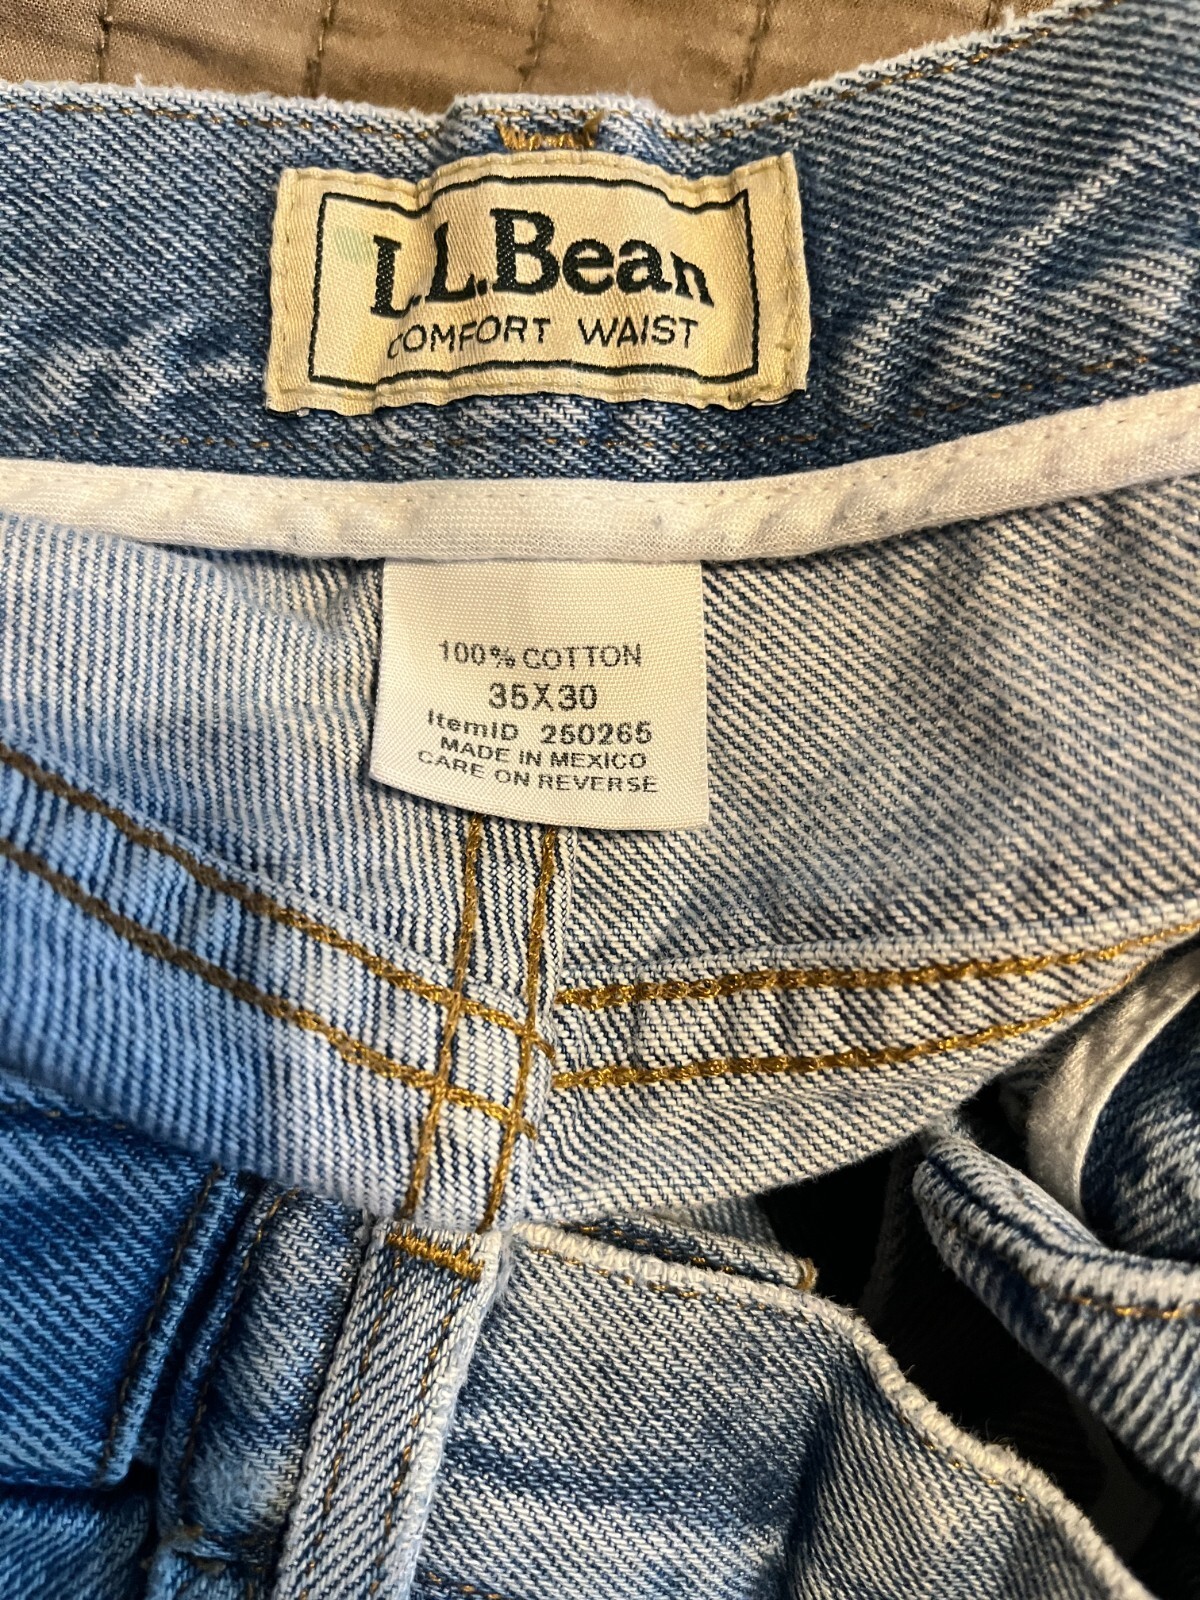 L.L.Bean
COMFORT WAIST
100% COTTON
35X30
ItemID 250265
MADE IN MEXICO
CARE ON REVERSE